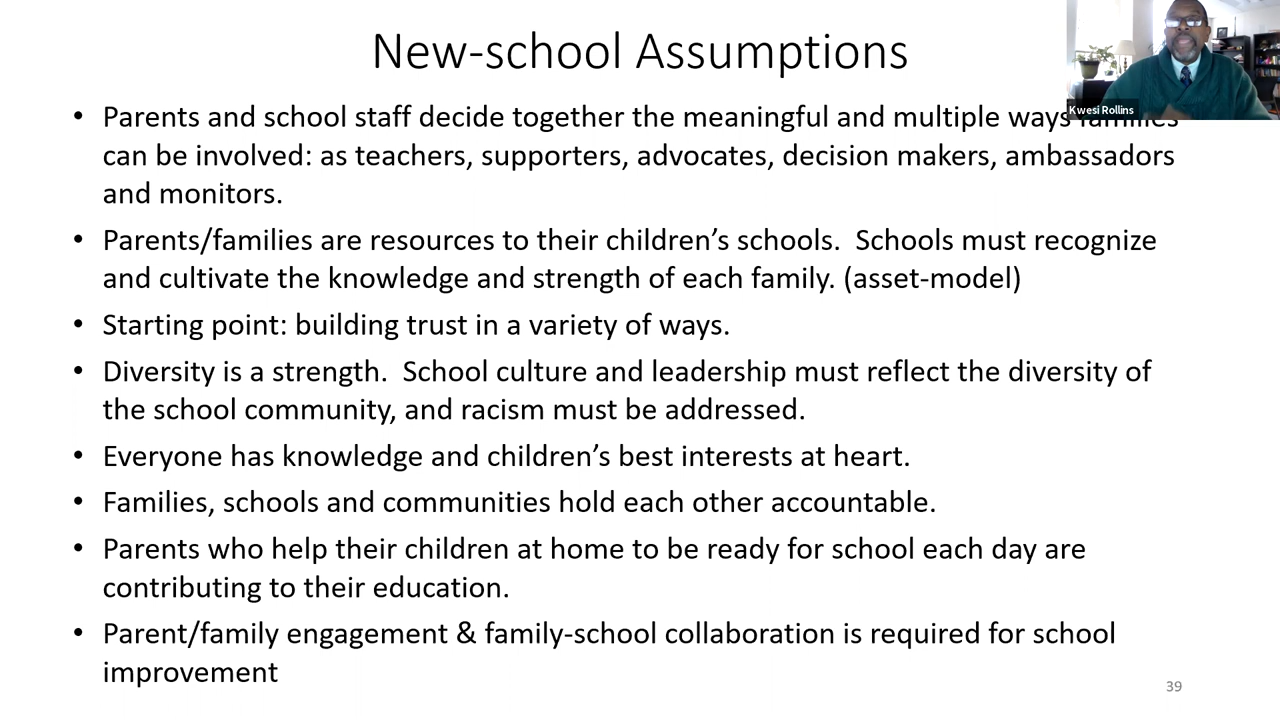 New-school Assumptions
Kwesi Rollins
• Parents and school staff decide together the meaningful and multiple ways families
can be involved: as teachers, supporters, advocates, decision makers, ambassadors
and monitors.
• Parents/families are resources to their children’s schools.  Schools must recognize
and cultivate the knowledge and strength of each family. (asset-model)
• Starting point: building trust in a variety of ways.
• Diversity is a strength.  School culture and leadership must reflect the diversity of
the school community, and racism must be addressed.
• Everyone has knowledge and children’s best interests at heart.
• Families, schools and communities hold each other accountable.
• Parents who help their children at home to be ready for school each day are
contributing to their education.
• Parent/family engagement & family-school collaboration is required for school
improvement
39